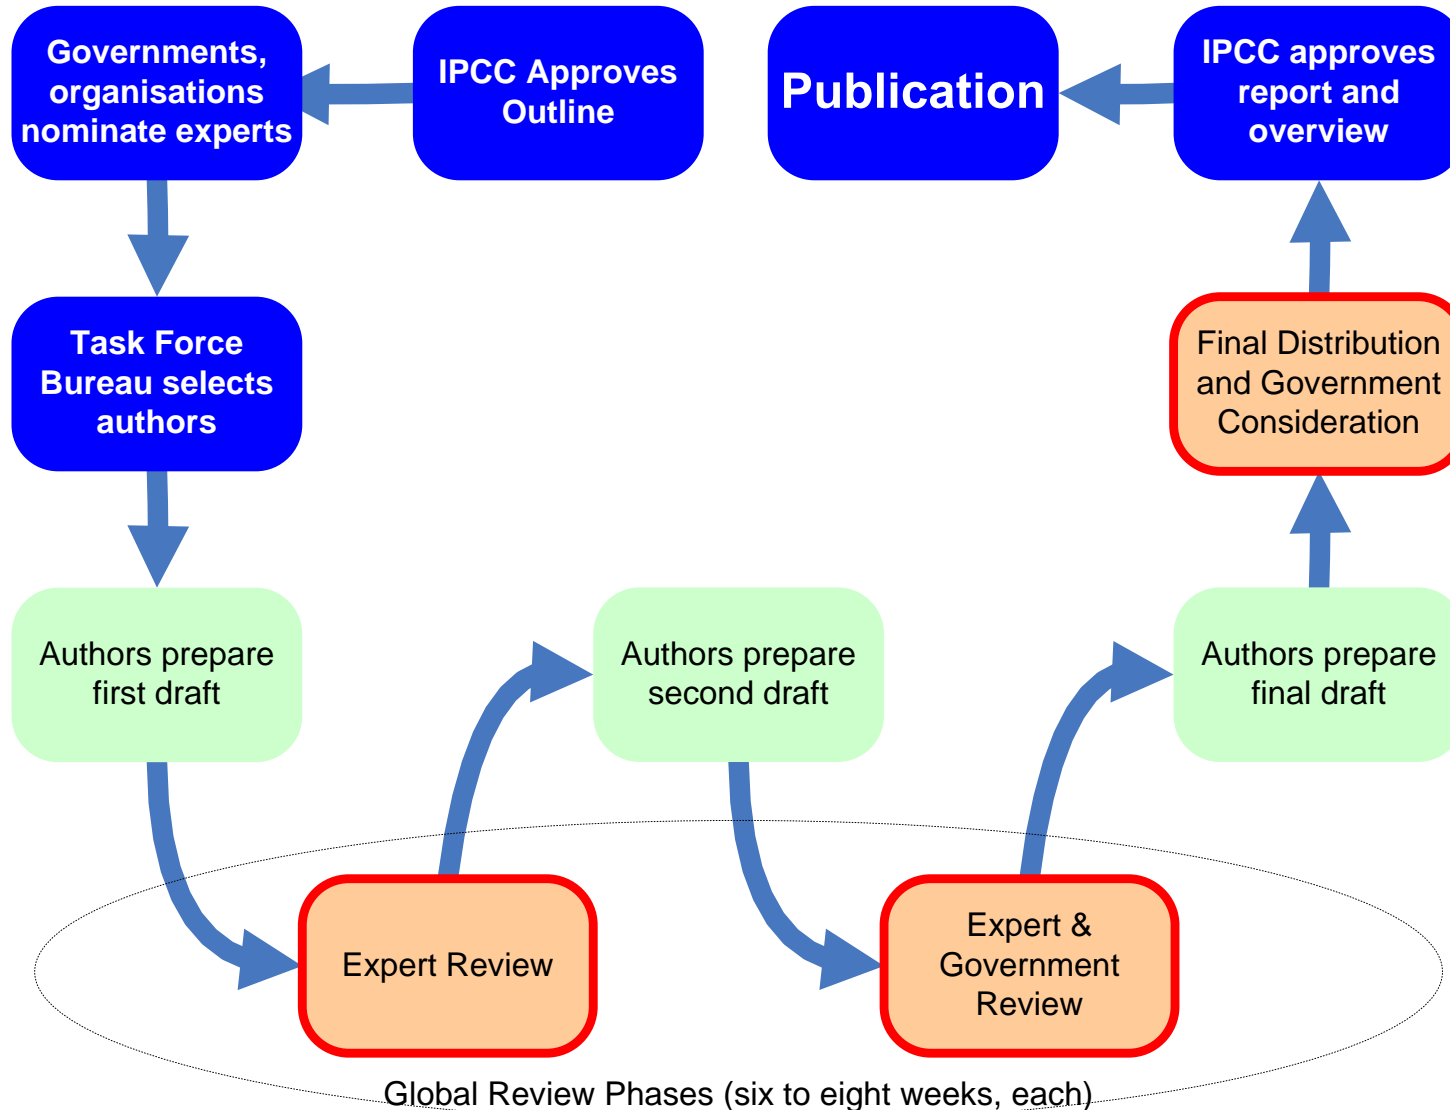 Governments,
organisations
nominate experts
IPCC Approves
Outline
Publication
IPCC approves
report and
overview
Task Force
Bureau selects
authors
Final Distribution
and Government
Consideration
Authors prepare
first draft
Authors prepare
second draft
Authors prepare
final draft
Expert Review
Expert &
Government
Review
Global Review Phases (six to eight weeks, each)